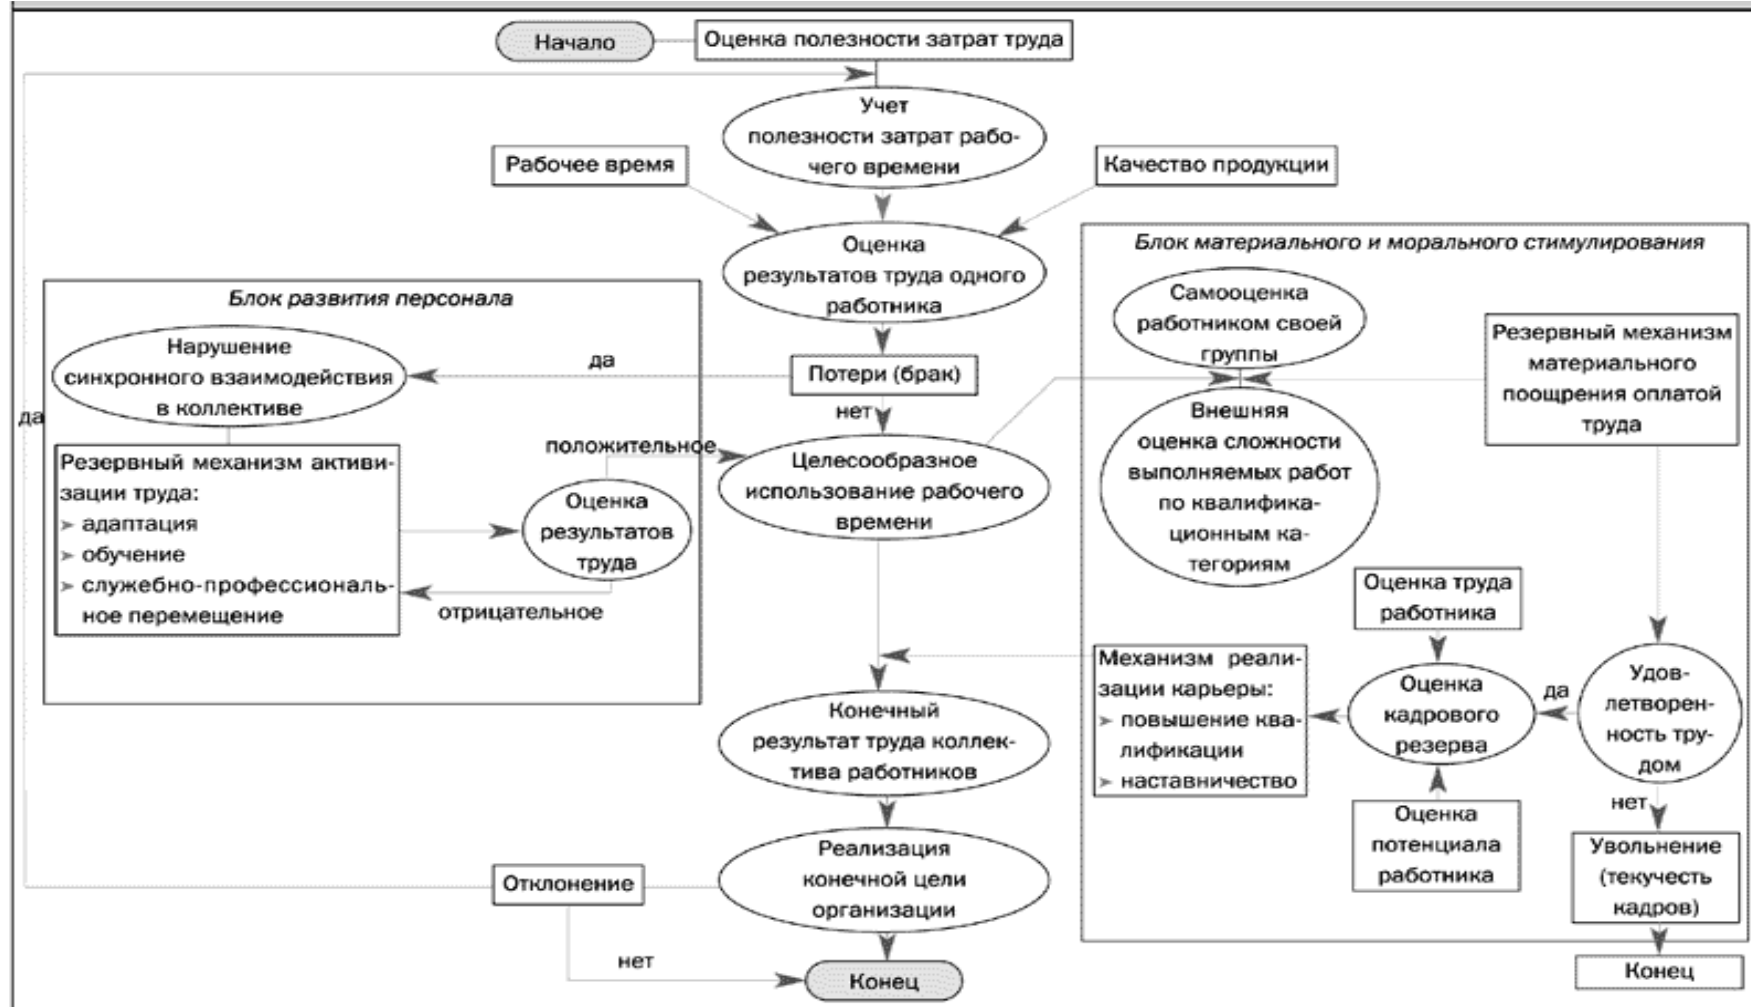 Начало
Оценка полезности затрат труда
Учет
полезности затрат рабо-
чего времени
Рабочее время
Качество продукции
Оценка
результатов труда одного
работника
Блок развития персонала
Нарушение
синхронного взаимодействия
в коллективе
да
Потери (брак)
нет
да
Резервный механизм активи-
зации труда:
➢ адаптация
➢ обучение
➢ служебно-профессиональ-
ное перемещение
положительное
Оценка
результатов
труда
отрицательное
Целесообразное
использование рабочего
времени
Блок материального и морального стимулирования
Самооценка
работником своей
группы
Резервный механизм
материального
поощрения оплатой
труда
Внешняя
оценка сложности
выполняемых работ
по квалифика-
ционным ка-
тегориям
Оценка труда
работника
Механизм реали-
зации карьеры:
➢ повышение ква-
лификации
➢ наставничество
Оценка
кадрового
резерва
да
Удов-
летворен-
ность тру-
дом
нет
Оценка
потенциала
работника
Увольнение
(текучесть
кадров)
Конец
Конечный
результат труда коллек-
тива работников
Реализация
конечной цели
организации
Отклонение
нет
Конец